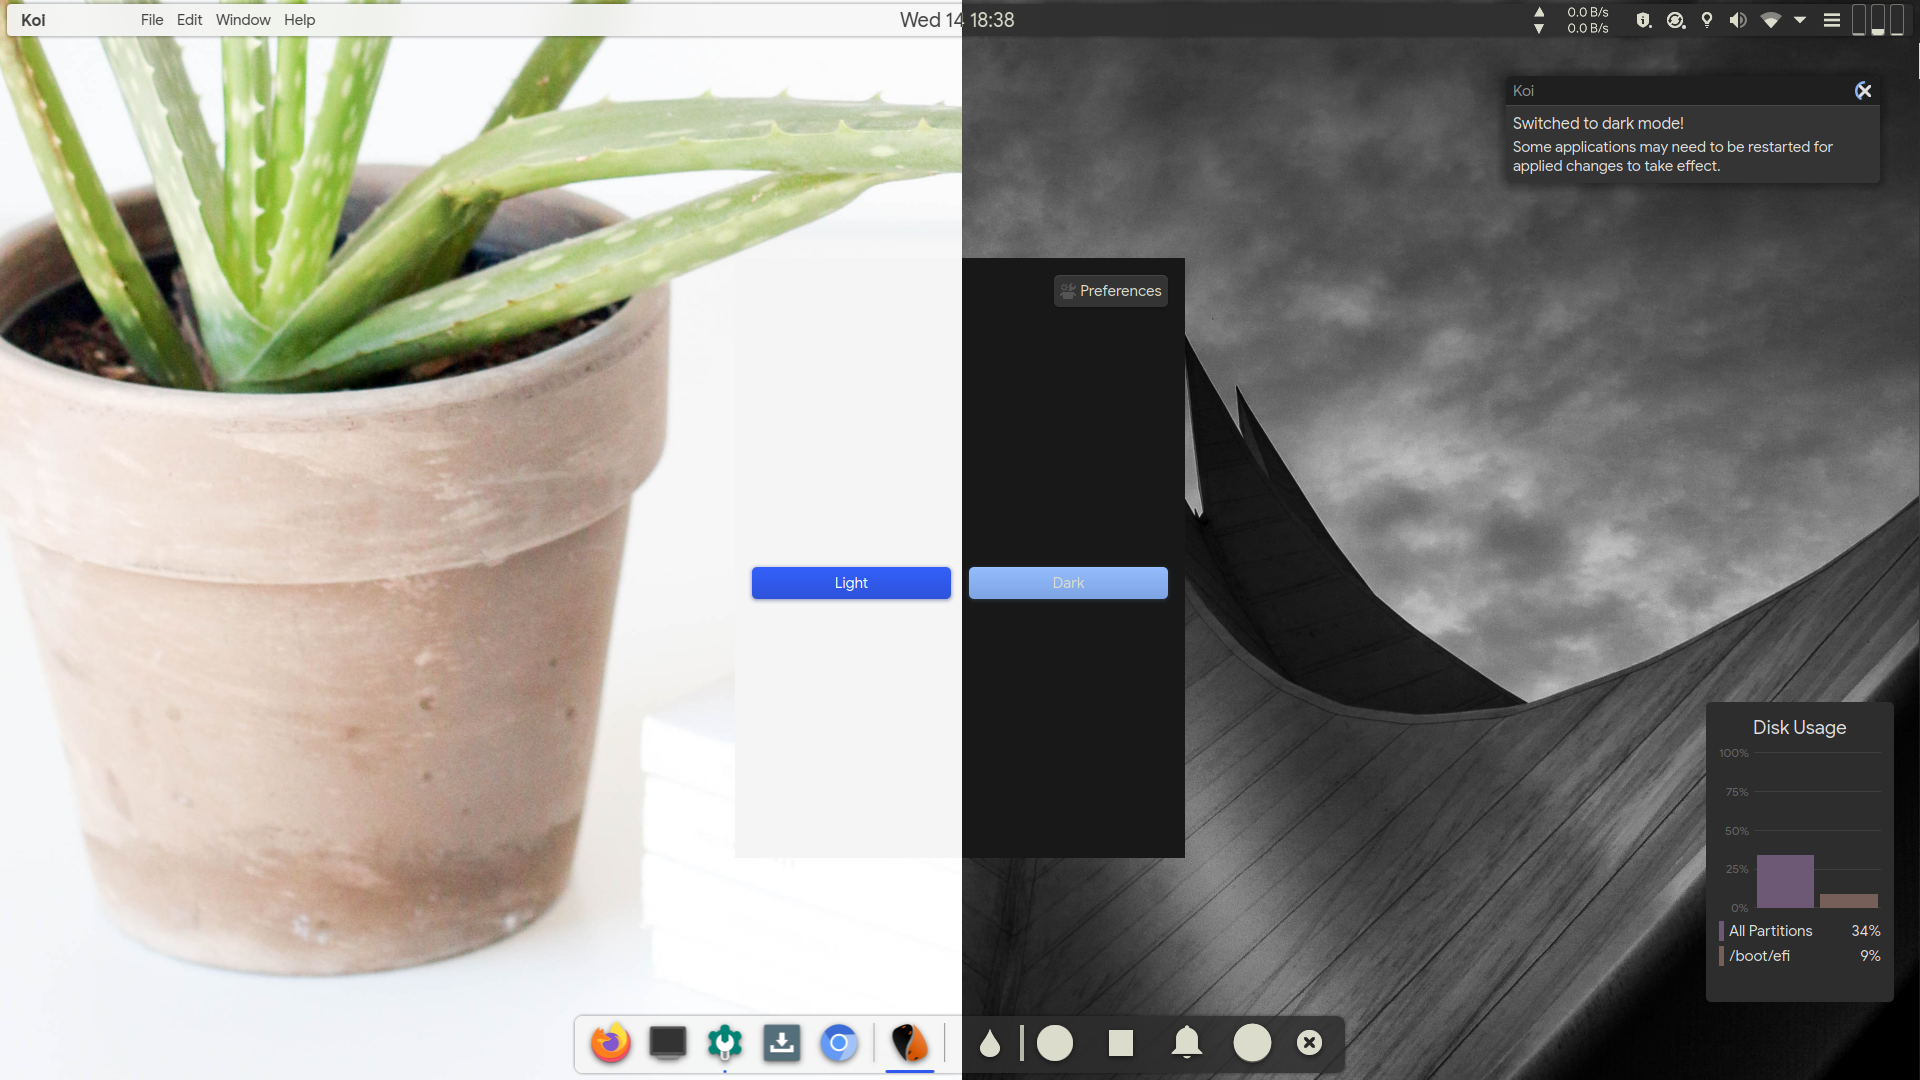 Koi File Edit Window Help
Wed 14 18:38
0.0 B/s
0.0 B/s
Koi
Switched to dark mode!
Some applications may need to be restarted for
applied changes to take effect.
Preferences
Light
Dark
Disk Usage
100%
75%
50%
25%
0%
All Partitions 34%
/boot/efi 9%